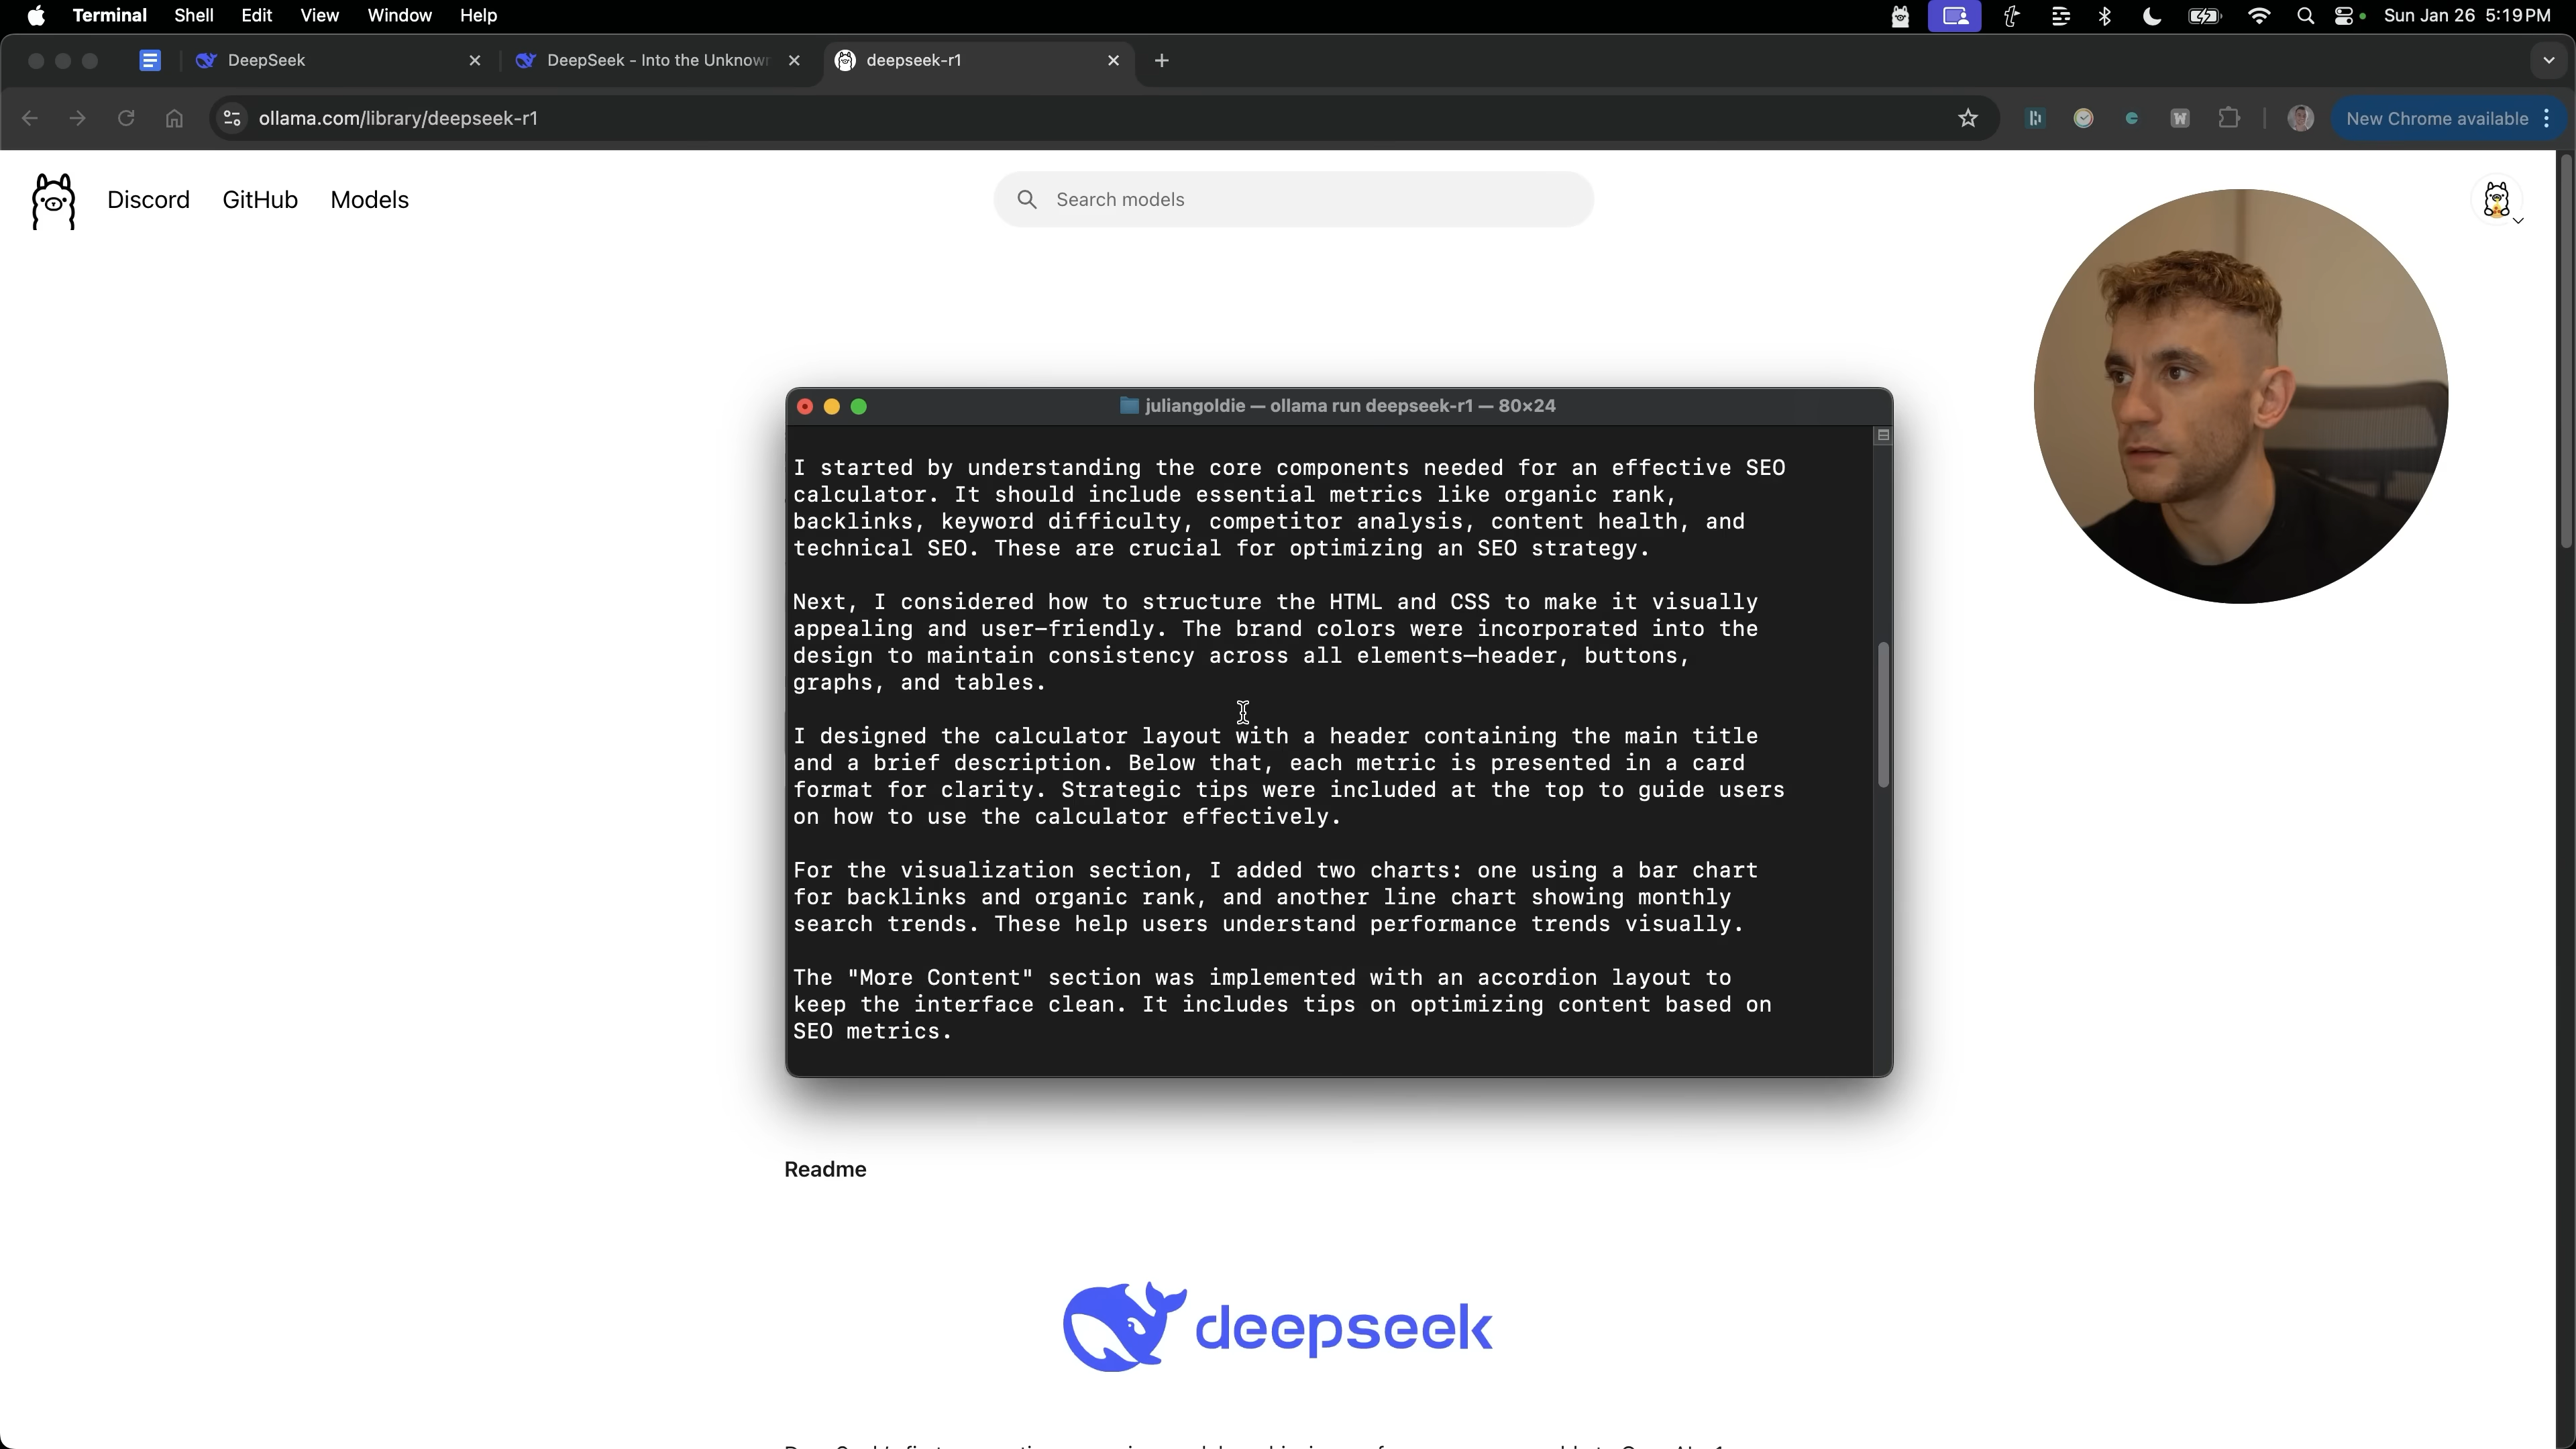 Terminal Shell Edit View Window Help
Sun Jan 26 5:19 PM
DeepSeek
DeepSeek - Into the Unknown
deepseek-r1
ollama.com/library/deepseek-r1
New Chrome available
Discord GitHub Models
Search models
juliangoldie — ollama run deepseek-r1 — 80×24
I started by understanding the core components needed for an effective SEO
calculator. It should include essential metrics like organic rank,
backlinks, keyword difficulty, competitor analysis, content health, and
technical SEO. These are crucial for optimizing an SEO strategy.
Next, I considered how to structure the HTML and CSS to make it visually
appealing and user-friendly. The brand colors were incorporated into the
design to maintain consistency across all elements—header, buttons,
graphs, and tables.
I designed the calculator layout with a header containing the main title
and a brief description. Below that, each metric is presented in a card
format for clarity. Strategic tips were included at the top to guide users
on how to use the calculator effectively.
For the visualization section, I added two charts: one using a bar chart
for backlinks and organic rank, and another line chart showing monthly
search trends. These help users understand performance trends visually.
The "More Content" section was implemented with an accordion layout to
keep the interface clean. It includes tips on optimizing content based on
SEO metrics.
Readme
deepseek